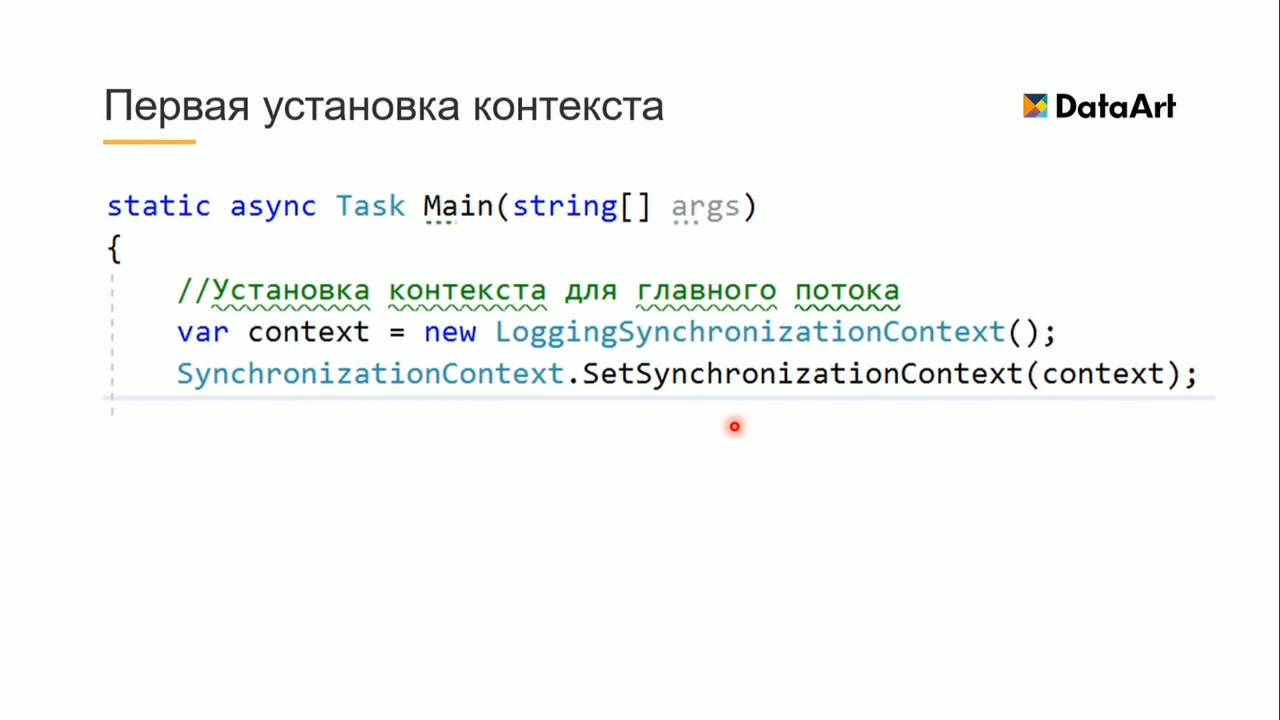 Первая установка контекста
DataArt
static async Task Main(string[] args)
{
//Установка контекста для главного потока
var context = new LoggingSynchronizationContext();
SynchronizationContext.SetSynchronizationContext(context);